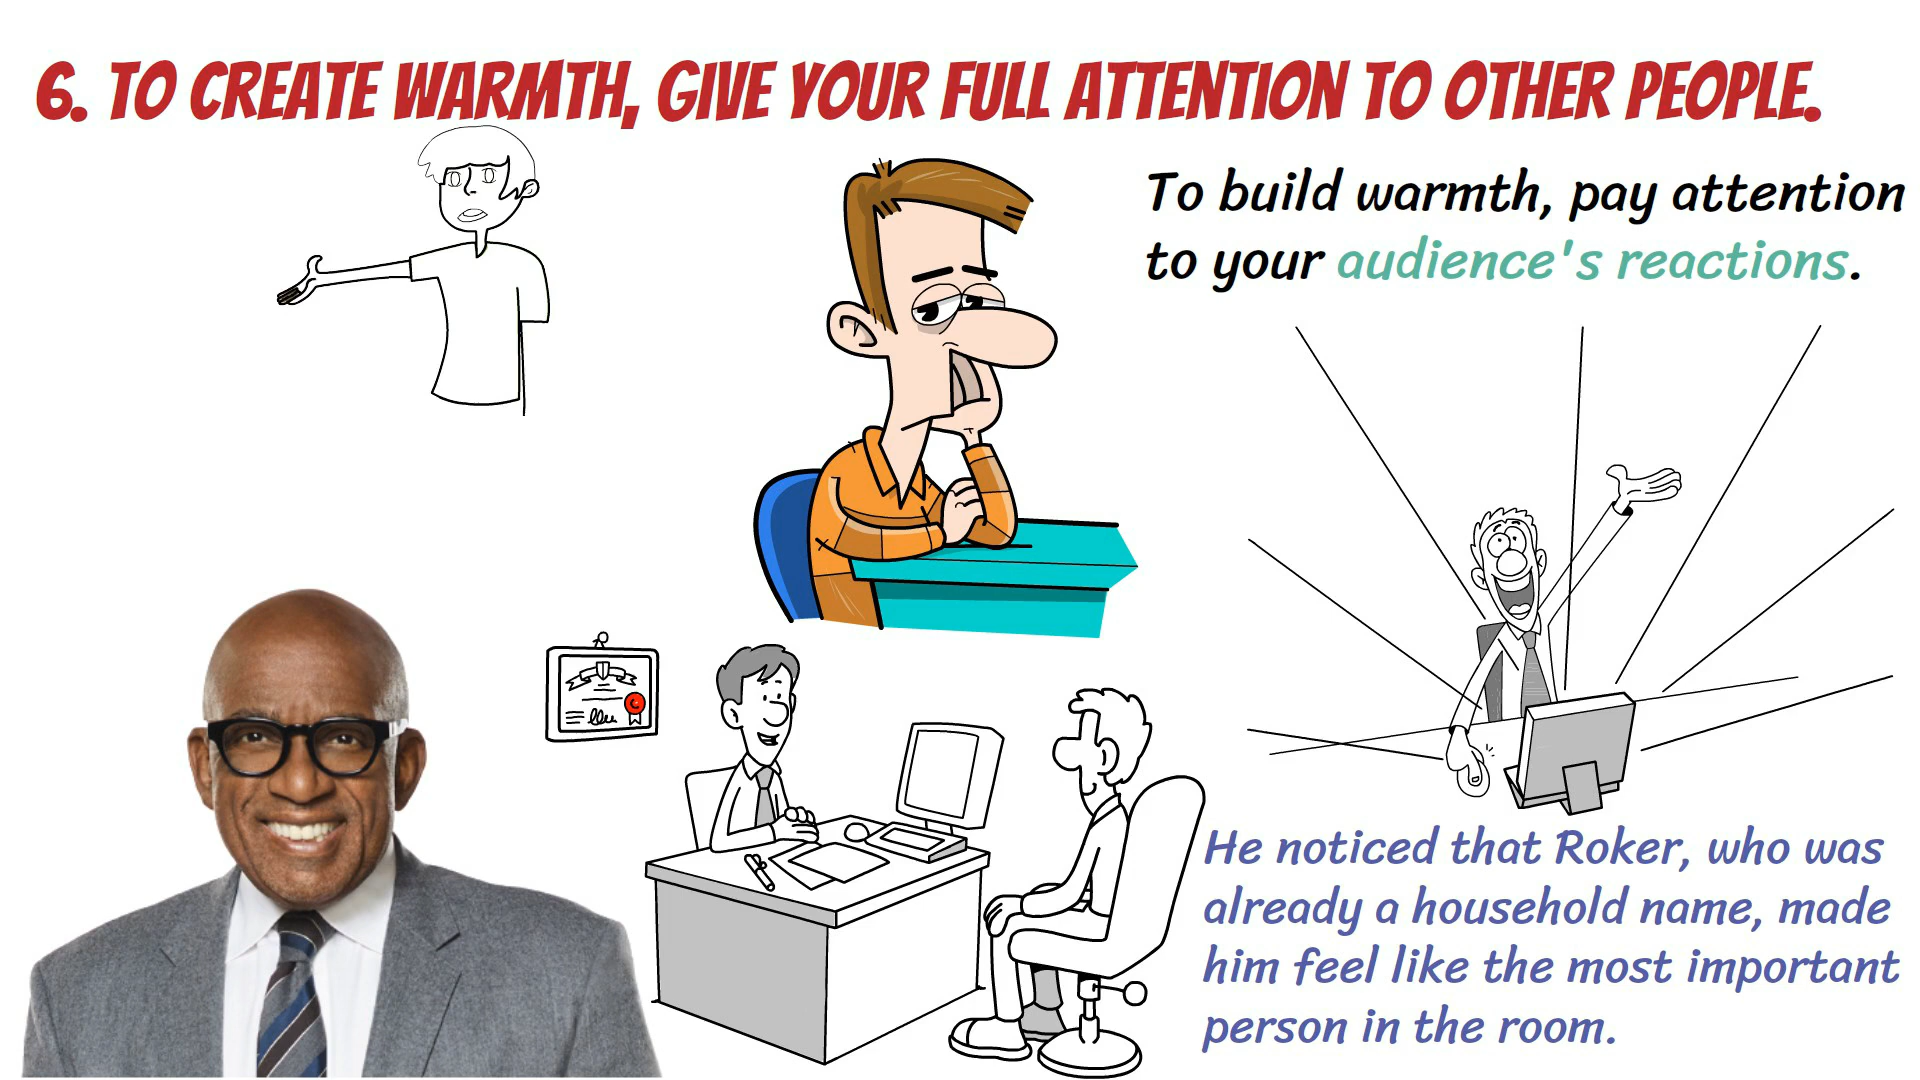 6. TO CREATE WARMTH, GIVE YOUR FULL ATTENTION TO OTHER PEOPLE.
To build warmth, pay attention
to your audience's reactions.
He noticed that Roker, who was
already a household name, made
him feel like the most important
person in the room.